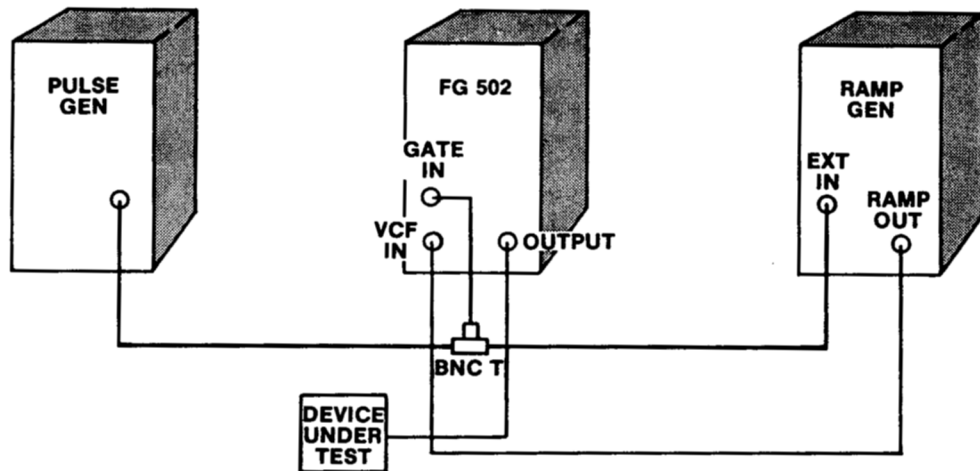 PULSE
GEN
FG 502
GATE
IN
VCF
IN
OUTPUT
RAMP
GEN
EXT
IN
RAMP
OUT
BNC T
DEVICE
UNDER
TEST